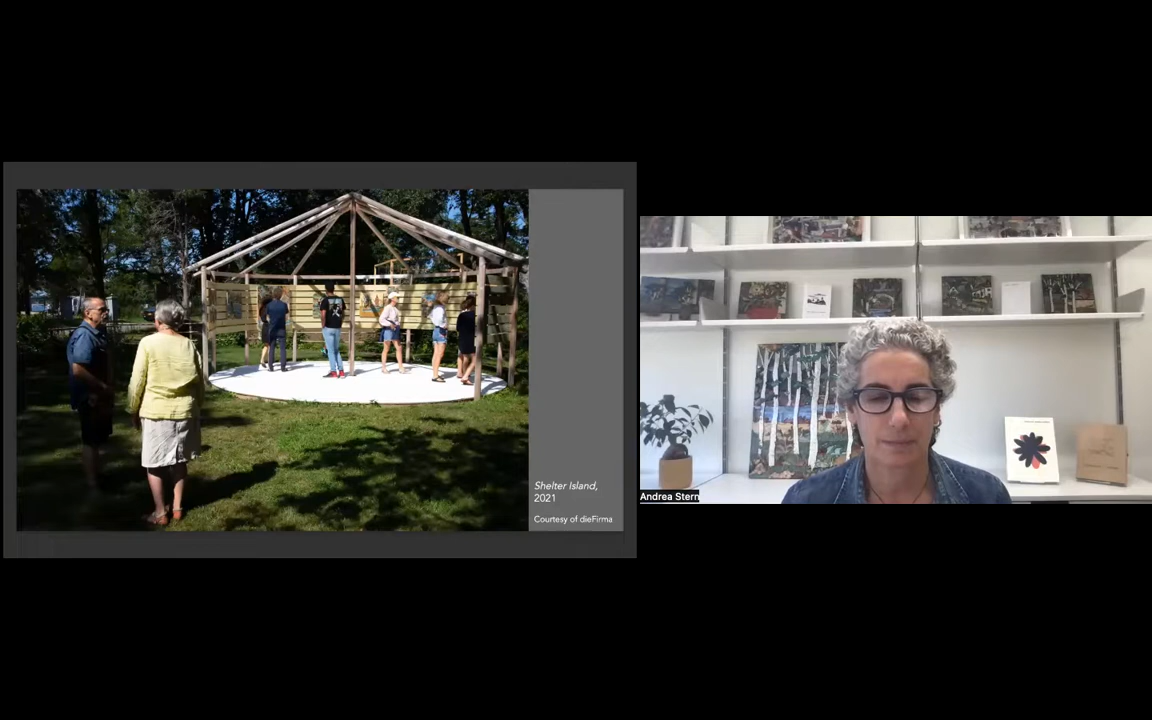 Shelter Island,
2021
Courtesy of dieFirma
Andrea Stern